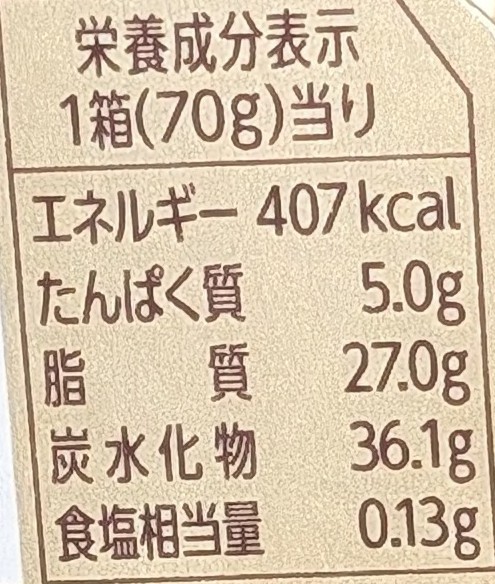 栄養成分表示
1箱(70g)当り
エネルギー 407kcal
たんぱく質 5.0g
脂質 27.0g
炭水化物 36.1g
食塩相当量 0.13g